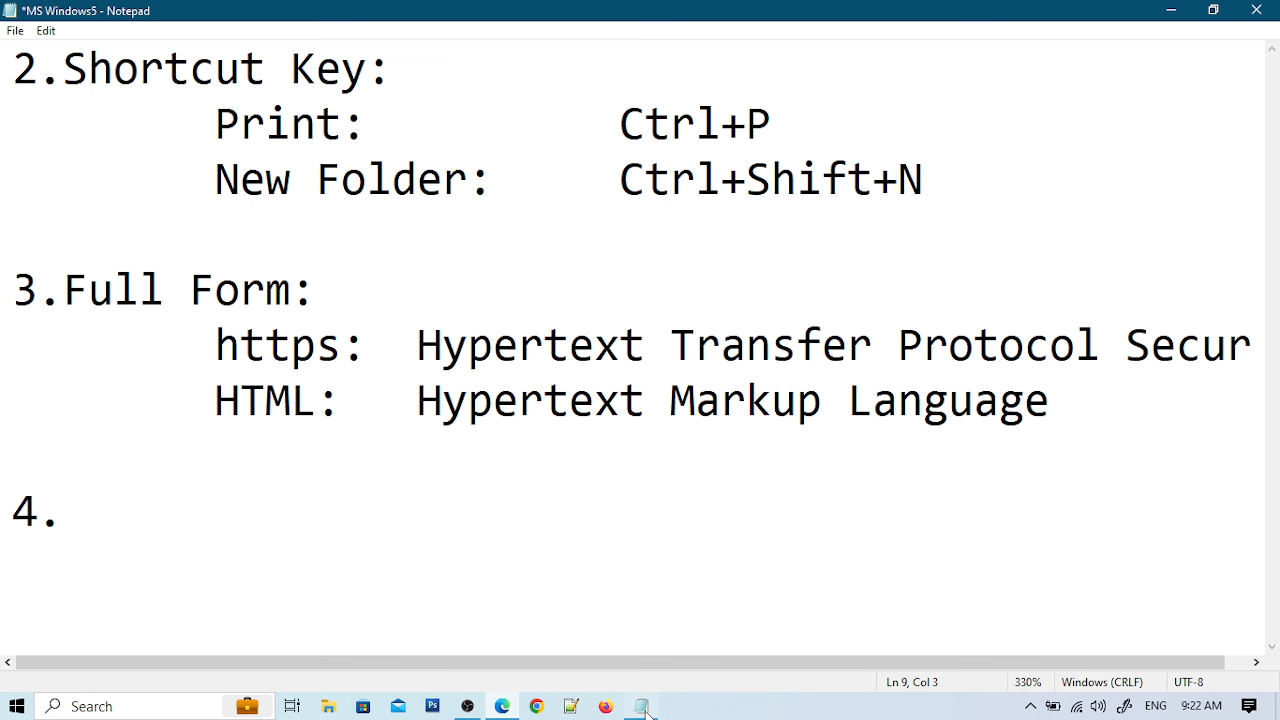 *MS Windows5 - Notepad
File Edit
2.Shortcut Key:
Print: Ctrl+P
New Folder: Ctrl+Shift+N
3.Full Form:
https: Hypertext Transfer Protocol Secur
HTML: Hypertext Markup Language
4.
Ln 9, Col 3 330% Windows (CRLF) UTF-8
Search Ps ENG 9:22 AM